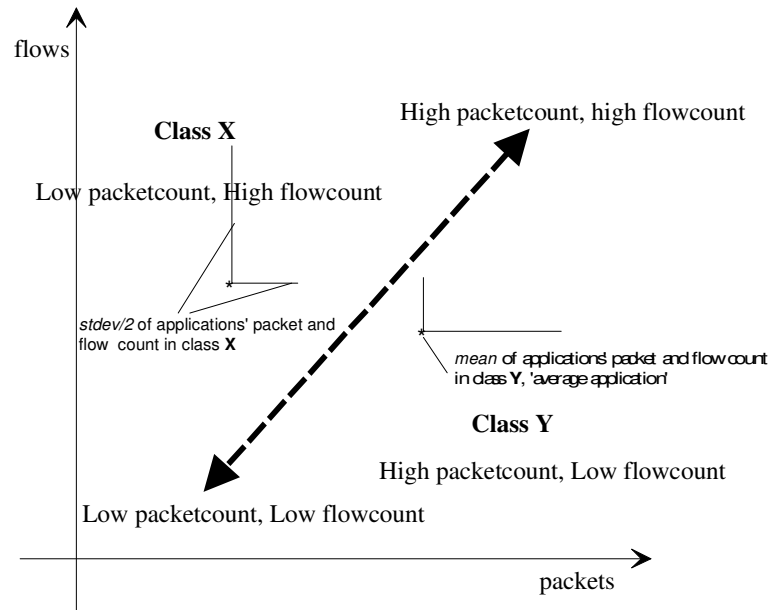 flows
High packetcount, high flowcount
Class X
Low packetcount, High flowcount
*
stdev/2 of applications' packet and
flow count in class X
*
mean of applications' packet and flow count
in class Y, 'average application'
Class Y
High packetcount, Low flowcount
Low packetcount, Low flowcount
packets